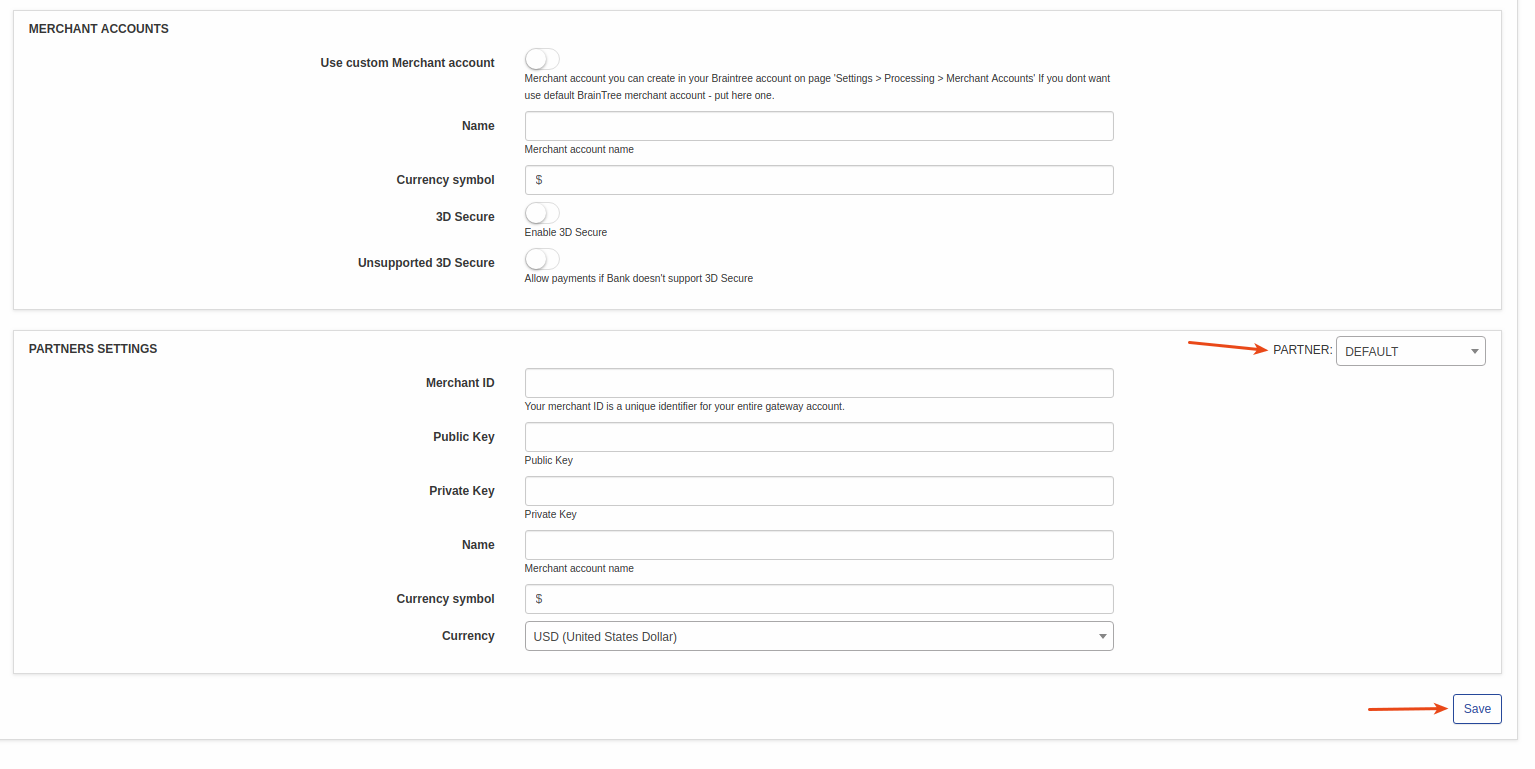 MERCHANT ACCOUNTS
Use custom Merchant account
Merchant account you can create in your Braintree account on page 'Settings > Processing > Merchant Accounts' If you dont want
use default BrainTree merchant account - put here one.
Name
Merchant account name
Currency symbol
$
3D Secure
Enable 3D Secure
Unsupported 3D Secure
Allow payments if Bank doesn't support 3D Secure
PARTNERS SETTINGS
PARTNER: DEFAULT
Merchant ID
Your merchant ID is a unique identifier for your entire gateway account.
Public Key
Public Key
Private Key
Private Key
Name
Merchant account name
Currency symbol
$
Currency
USD (United States Dollar)
Save